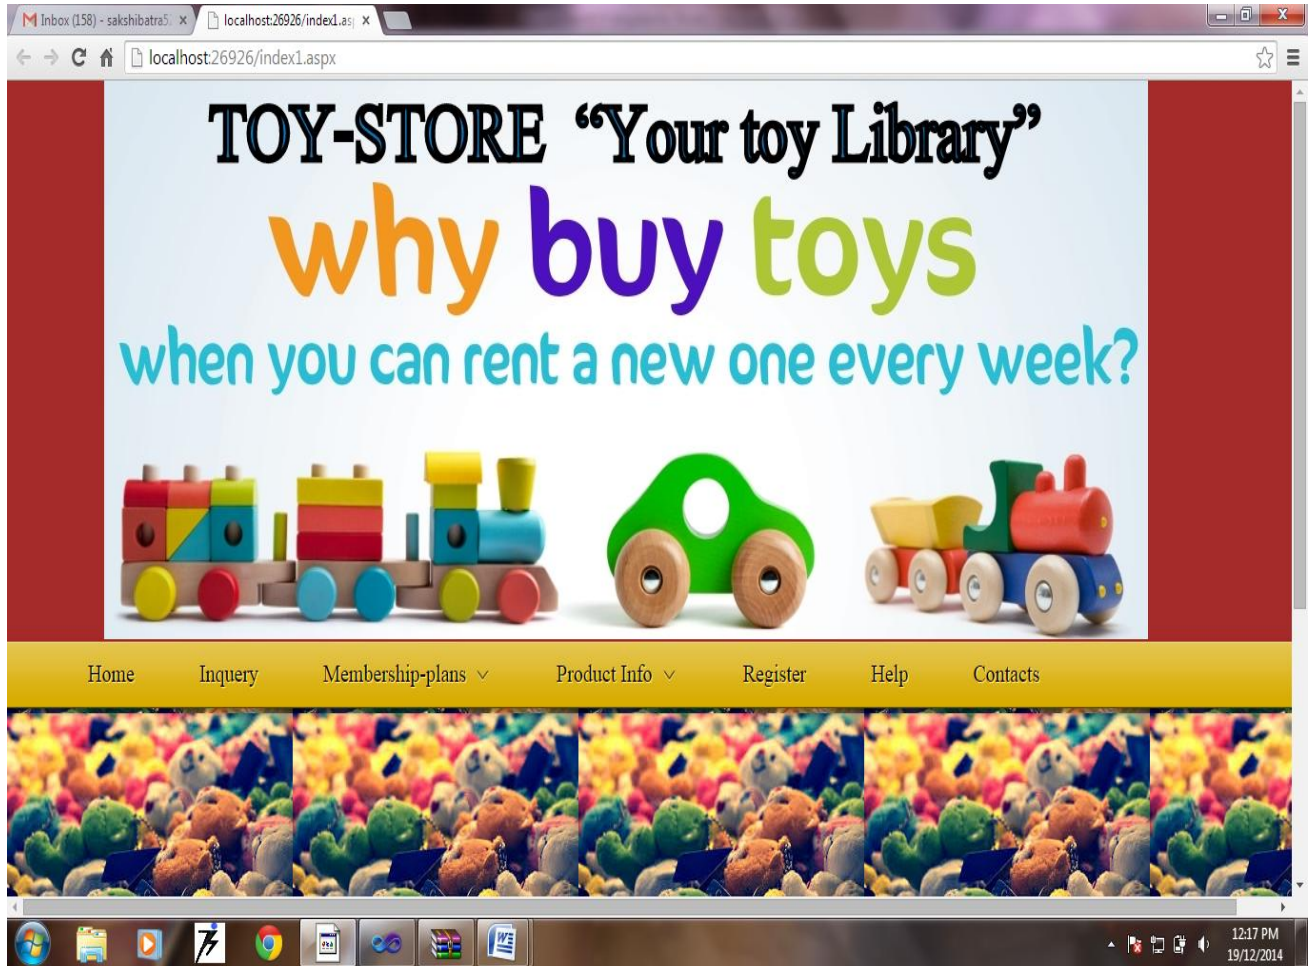 Inbox (158) - sakshibatra5
localhost:26926/index1.as
localhost:26926/index1.aspx
TOY-STORE “Your toy Library”
why buy toys
when you can rent a new one every week?
Home Inquery Membership-plans Product Info Register Help Contacts
12:17 PM
19/12/2014